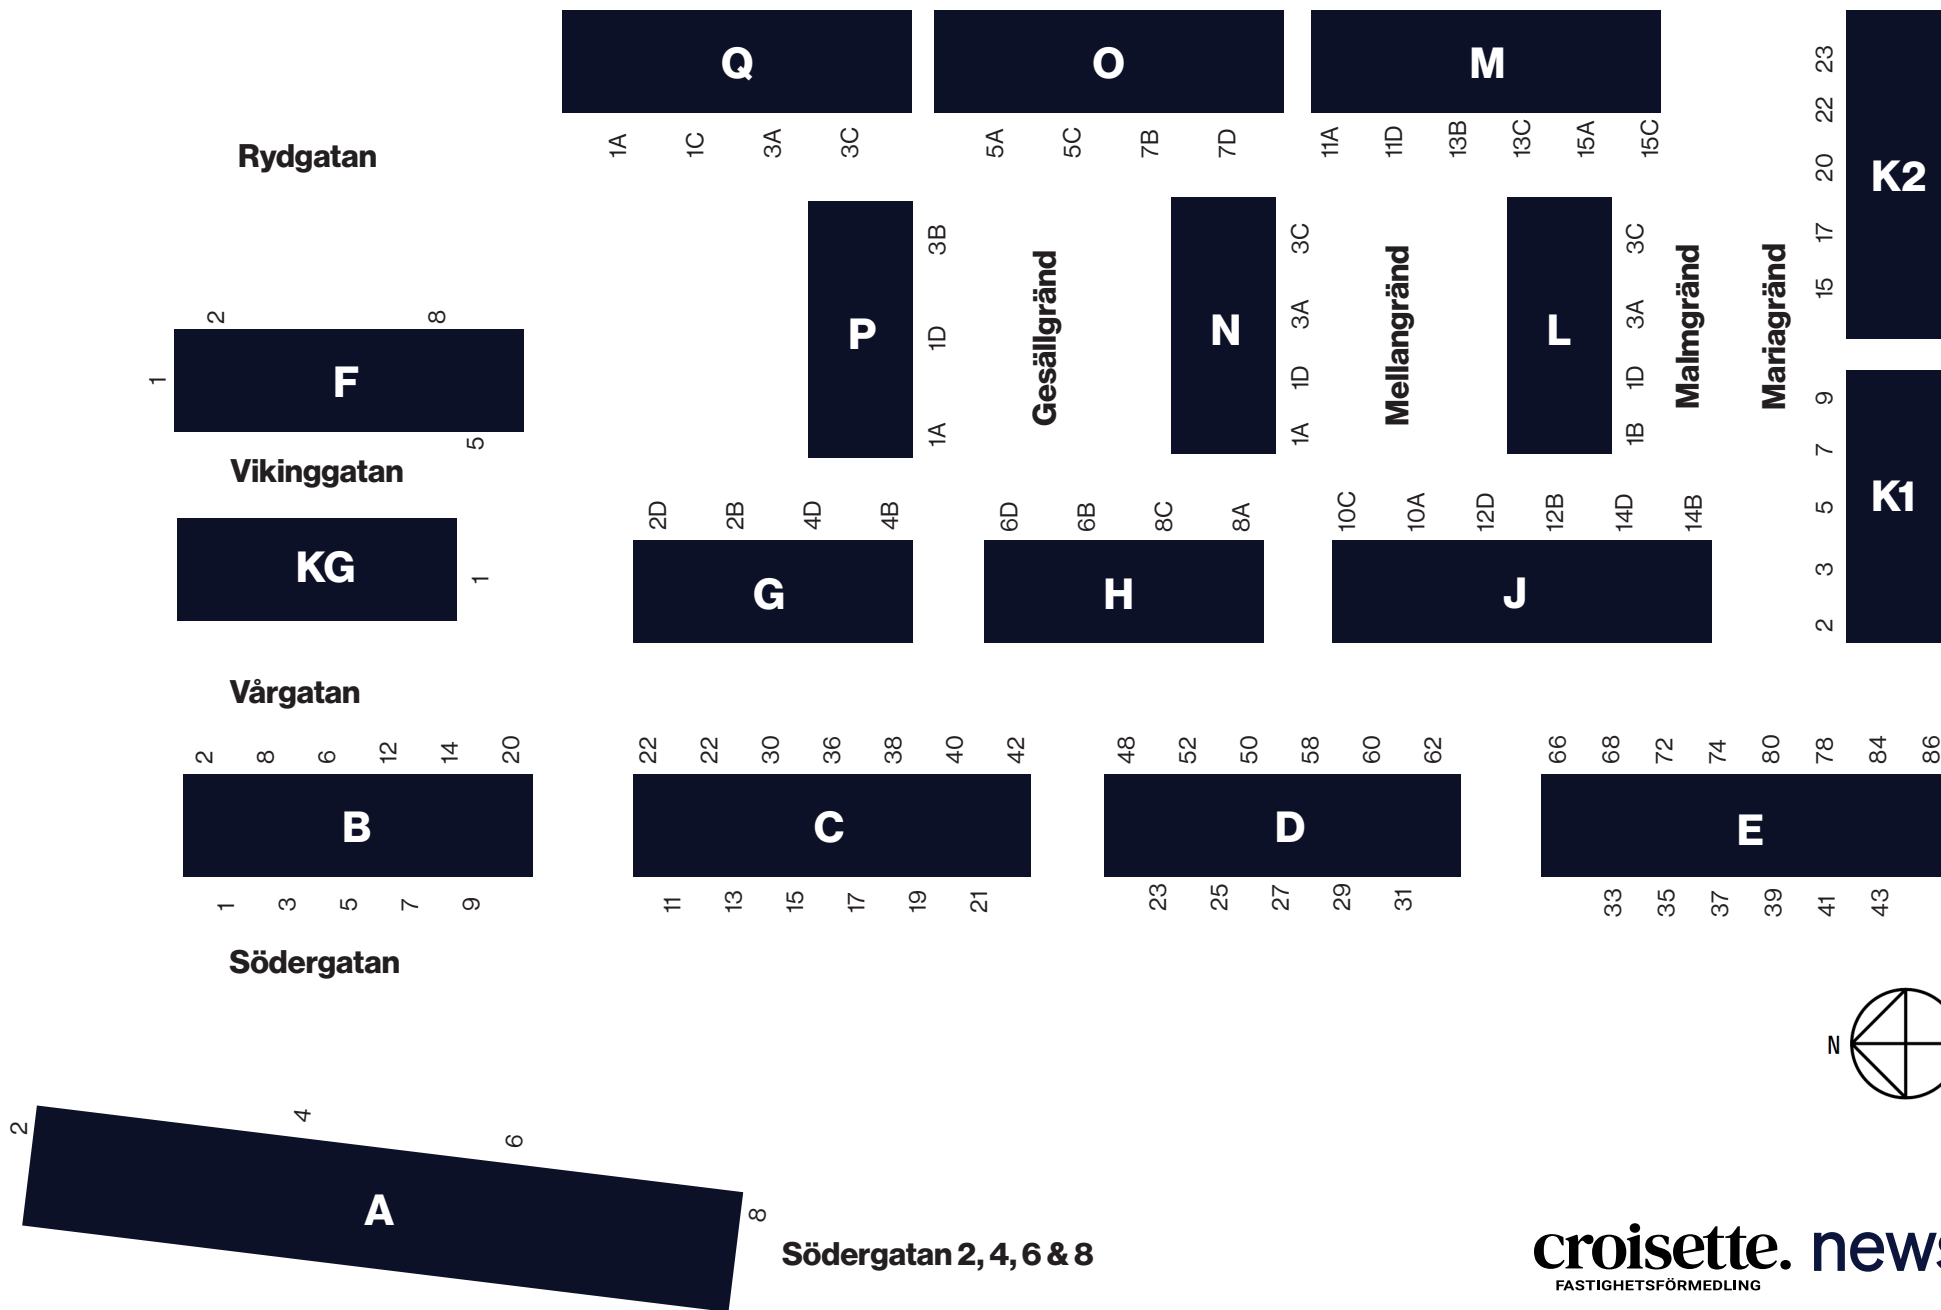 Q O M
K2
23
22
20
17
15
1A 1C 3A 3C 5A 5C 7B 7D 11A 11D 13B 13C 15A 15C
Rydgatan
P
3B
1D
1A
Gesällgränd
N
3C
3A
1D
1A
Mellangränd
L
3C
3A
1D
1B
Malmgränd
Mariagränd
2 8
1
F
5
Vikinggatan
K1
9
7
5
3
2
KG
1
2D 2B 4D 4B 6D 6B 8C 8A 10C 10A 12D 12B 14D 14B
G H J
Vårgatan
2 8 6 12 14 20 22 22 30 36 38 40 42 48 52 50 58 60 62 66 68 72 74 80 78 84 86
B C D E
1 3 5 7 9 11 13 15 17 19 21 23 25 27 29 31 33 35 37 39 41 43
Södergatan
N
2 4 6 8
A
Södergatan 2, 4, 6 & 8
croisette.
FASTIGHETSFÖRMEDLING
news